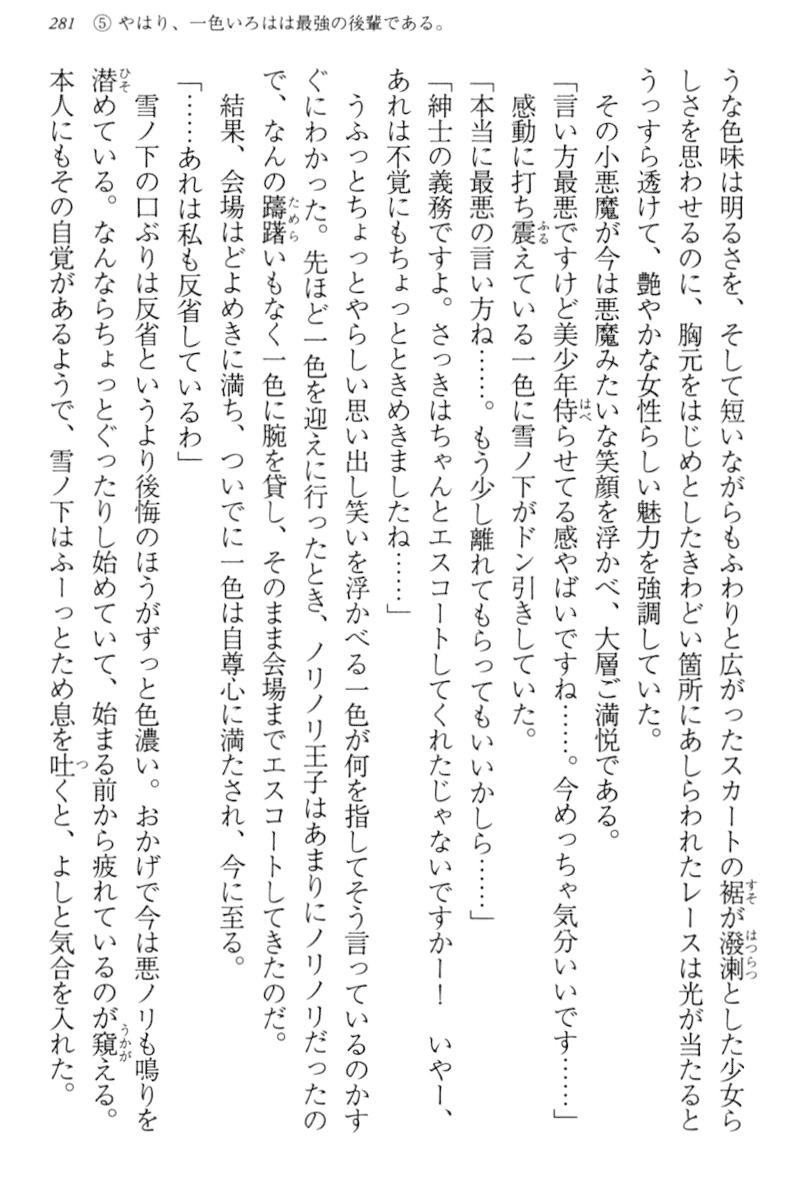 281 ⑤ やはり、一色いろはは最強の後輩である。
うな色味は明るさを、そして短いながらもふわりと広がったスカートの裾が潑溂とした少女ら
しさを思わせるのに、胸元をはじめとしたきわどい箇所にあしらわれたレースは光が当たると
うっすら透けて、艶やかな女性らしい魅力を強調していた。
その小悪魔が今は悪魔みたいな笑顔を浮かべ、大層ご満悦である。
「言い方最悪ですけど美少年侍らせてる感やばいですね……。今めっちゃ気分いいです……」
感動に打ち震えている一色に雪ノ下がドン引きしていた。
「本当に最悪の言い方ね……。もう少し離れてもらってもいいかしら……」
「紳士の義務ですよ。さっきはちゃんとエスコートしてくれたじゃないですかー！　いやー、
あれは不覚にもちょっとときめきましたね……」
うふっとちょっとやらしい思い出し笑いを浮かべる一色が何を指してそう言っているのかす
ぐにわかった。先ほど一色を迎えに行ったとき、ノリノリ王子はあまりにノリノリだったの
で、なんの躊躇いもなく一色に腕を貸し、そのまま会場までエスコートしてきたのだ。
結果、会場はどよめきに満ち、ついでに一色は自尊心に満たされ、今に至る。
「……あれは私も反省しているわ」
雪ノ下の口ぶりは反省というより後悔のほうがずっと色濃い。おかげで今は悪ノリも鳴りを
潜めている。なんならちょっとぐったりし始めていて、始まる前から疲れているのが窺える。
本人にもその自覚があるようで、雪ノ下はふーっとため息を吐くと、よしと気合を入れた。